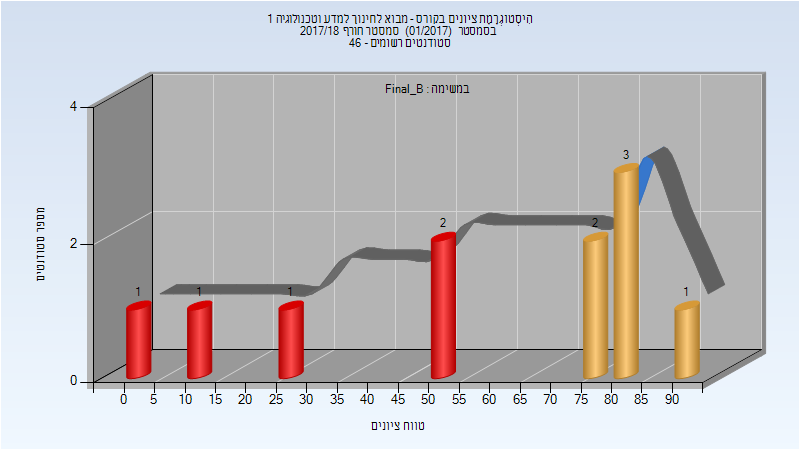 היסטוגרמת ציונים בקורס - מבוא לחינוך למדע וטכנולוגיה 1
בסמסטר (01/2017) סמסטר חורף 2017/18
סטודנטים רשומים - 46
במשימה : Final_B
4
2
0
מספר סטודנטים
1
1
1
2
2
3
1
0 5 10 15 20 25 30 35 40 45 50 55 60 65 70 75 80 85 90
טווח ציונים